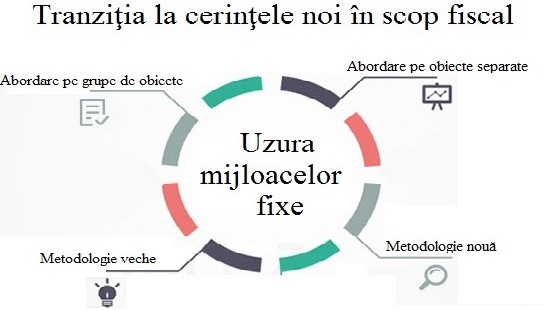 Tranziţia la cerinţele noi în scop fiscal
Abordare pe grupe de obiecte
Abordare pe obiecte separate
Uzura
mijloacelor
fixe
Metodologie veche
Metodologie nouă